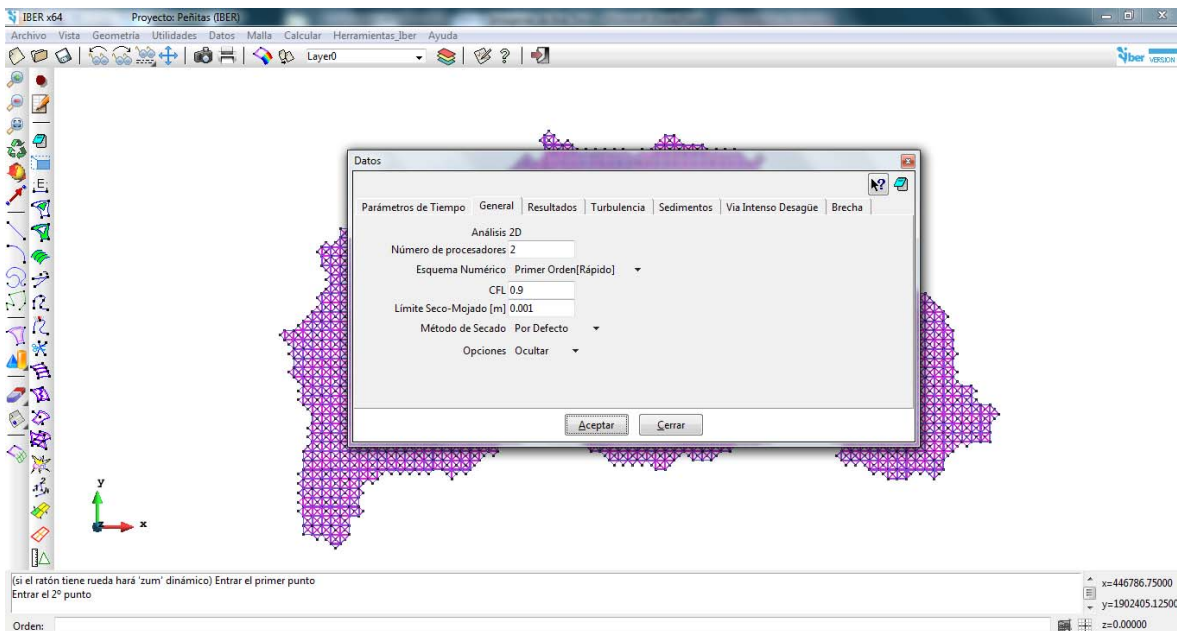 IBER x64 Proyecto: Peñitas (IBER)
Archivo Vista Geometría Utilidades Datos Malla Calcular Herramientas_Iber Ayuda
Layer0
iber VERSION
Datos
Parámetros de Tiempo General Resultados Turbulencia Sedimentos Via Intenso Desagüe Brecha
Análisis 2D
Número de procesadores 2
Esquema Numérico Primer Orden[Rápido]
CFL 0.9
Límite Seco-Mojado [m] 0.001
Método de Secado Por Defecto
Opciones Ocultar
Aceptar Cerrar
y
x
(si el ratón tiene rueda hará 'zum' dinámico) Entrar el primer punto
Entrar el 2º punto
Orden:
x=446786.75000
y=1902405.12500
z=0.00000